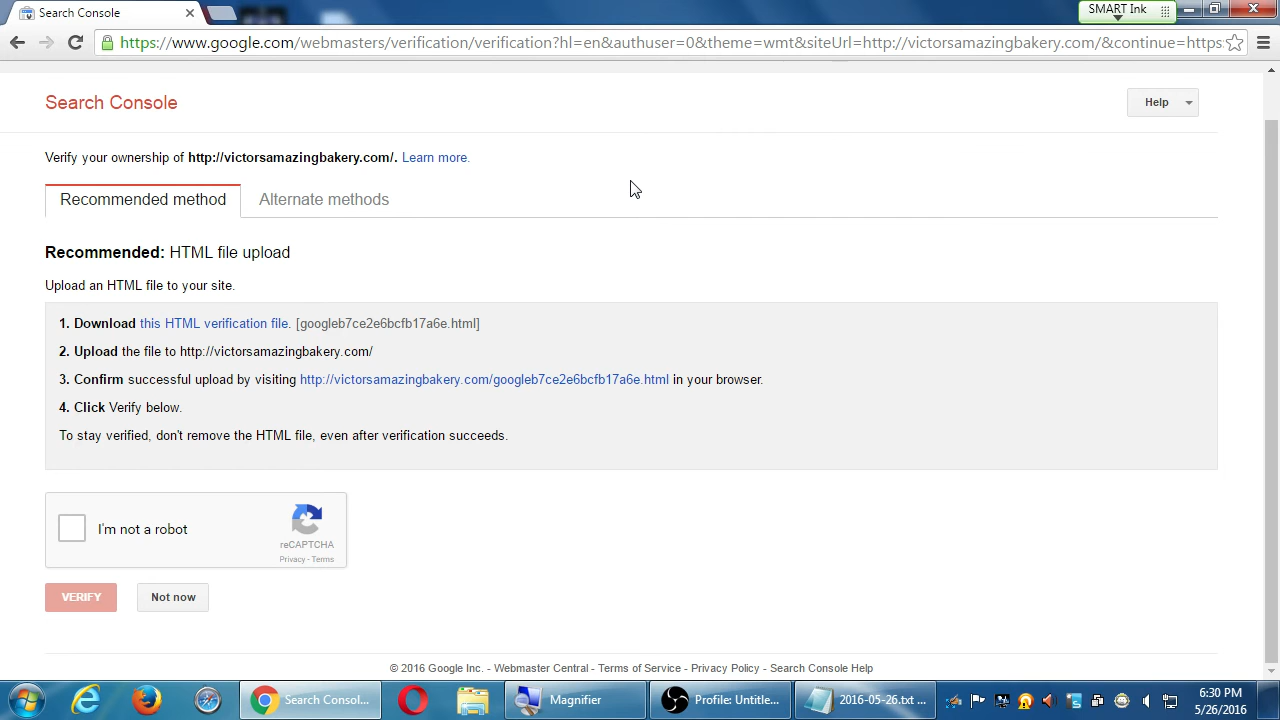 Search Console
SMART Ink
https://www.google.com/webmasters/verification/verification?hl=en&authuser=0&theme=wmt&siteUrl=http://victorsamazingbakery.com/&continue=https:
Search Console
Help
Verify your ownership of http://victorsamazingbakery.com/. Learn more.
Recommended method
Alternate methods
Recommended: HTML file upload
Upload an HTML file to your site.
1. Download this HTML verification file. [googleb7ce2e6bcfb17a6e.html]
2. Upload the file to http://victorsamazingbakery.com/
3. Confirm successful upload by visiting http://victorsamazingbakery.com/googleb7ce2e6bcfb17a6e.html in your browser.
4. Click Verify below.
To stay verified, don't remove the HTML file, even after verification succeeds.
I'm not a robot
reCAPTCHA
Privacy - Terms
VERIFY
Not now
© 2016 Google Inc. - Webmaster Central - Terms of Service - Privacy Policy - Search Console Help
Search Consol...
Magnifier
Profile: Untitle...
2016-05-26.txt ...
6:30 PM
5/26/2016